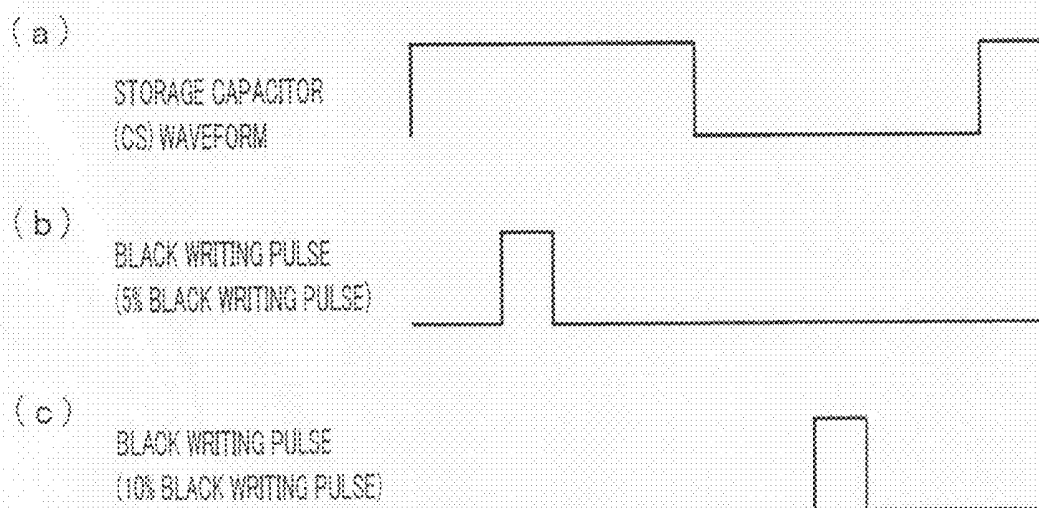 (a)
STORAGE CAPACITOR
(CS) WAVEFORM
(b)
BLACK WRITING PULSE
(5% BLACK WRITING PULSE)
(c)
BLACK WRITING PULSE
(10% BLACK WRITING PULSE)